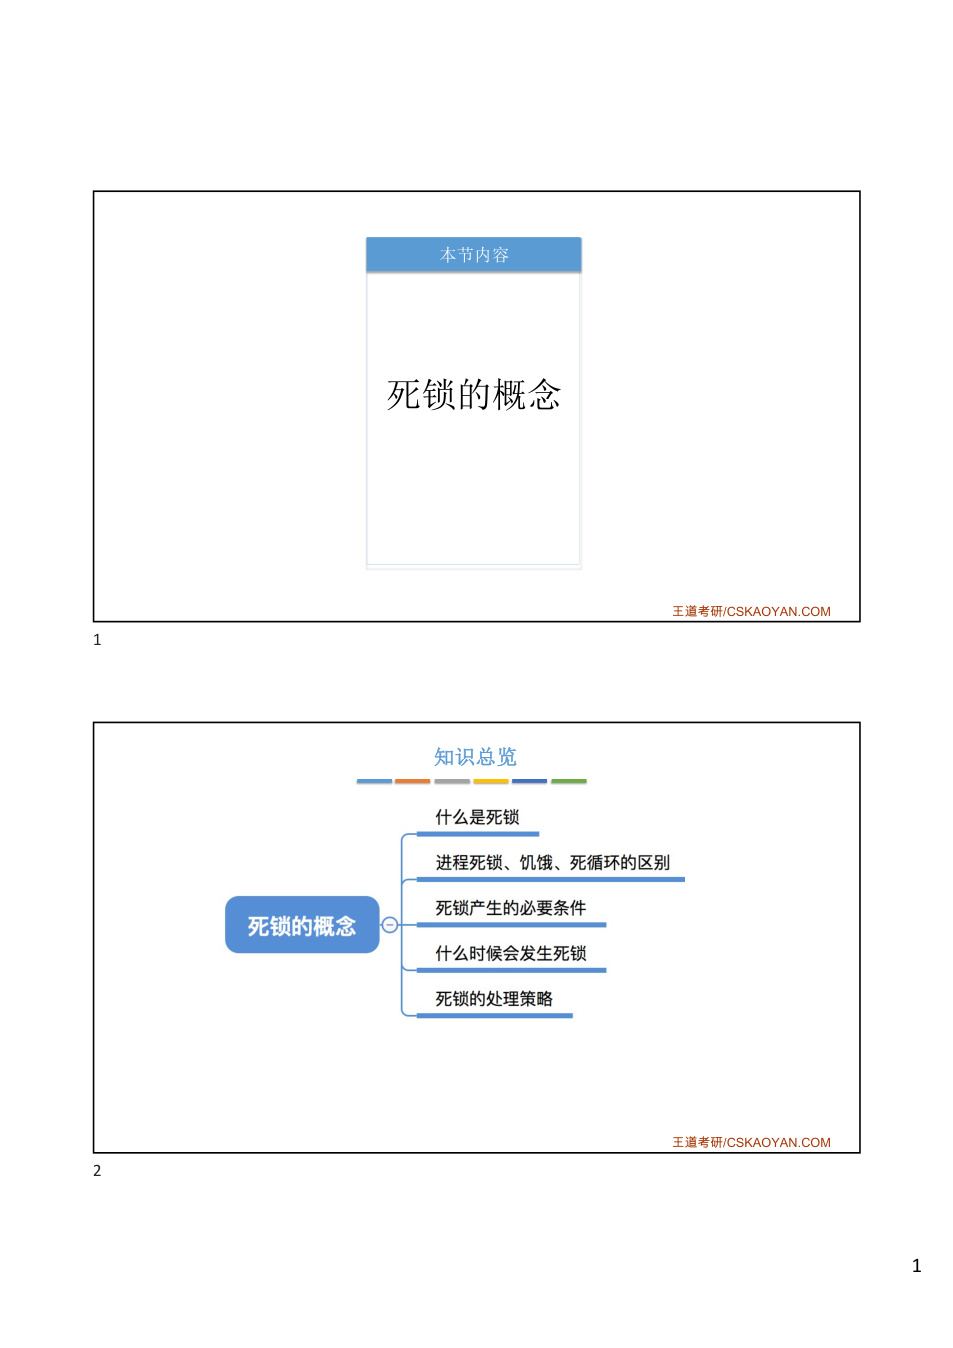 本节内容
死锁的概念
王道考研/CSKAOYAN.COM
1
知识总览
什么是死锁
进程死锁、饥饿、死循环的区别
死锁产生的必要条件
死锁的概念
什么时候会发生死锁
死锁的处理策略
王道考研/CSKAOYAN.COM
2
1